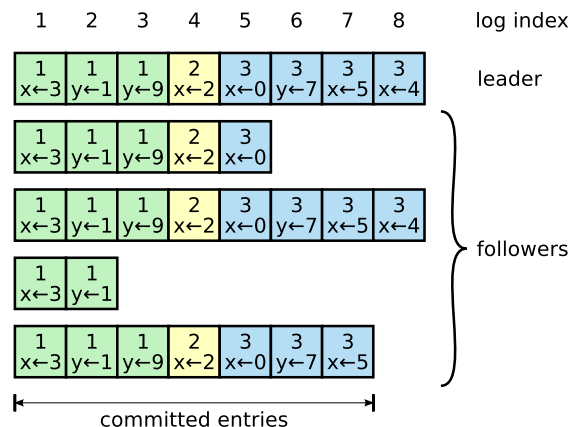 1 2 3 4 5 6 7 8 log index
1 1 1 2 3 3 3 3
x←3 y←1 y←9 x←2 x←0 y←7 x←5 x←4
leader
1 1 1 2 3
x←3 y←1 y←9 x←2 x←0
1 1 1 2 3 3 3 3
x←3 y←1 y←9 x←2 x←0 y←7 x←5 x←4
followers
1 1
x←3 y←1
1 1 1 2 3 3 3
x←3 y←1 y←9 x←2 x←0 y←7 x←5
committed entries